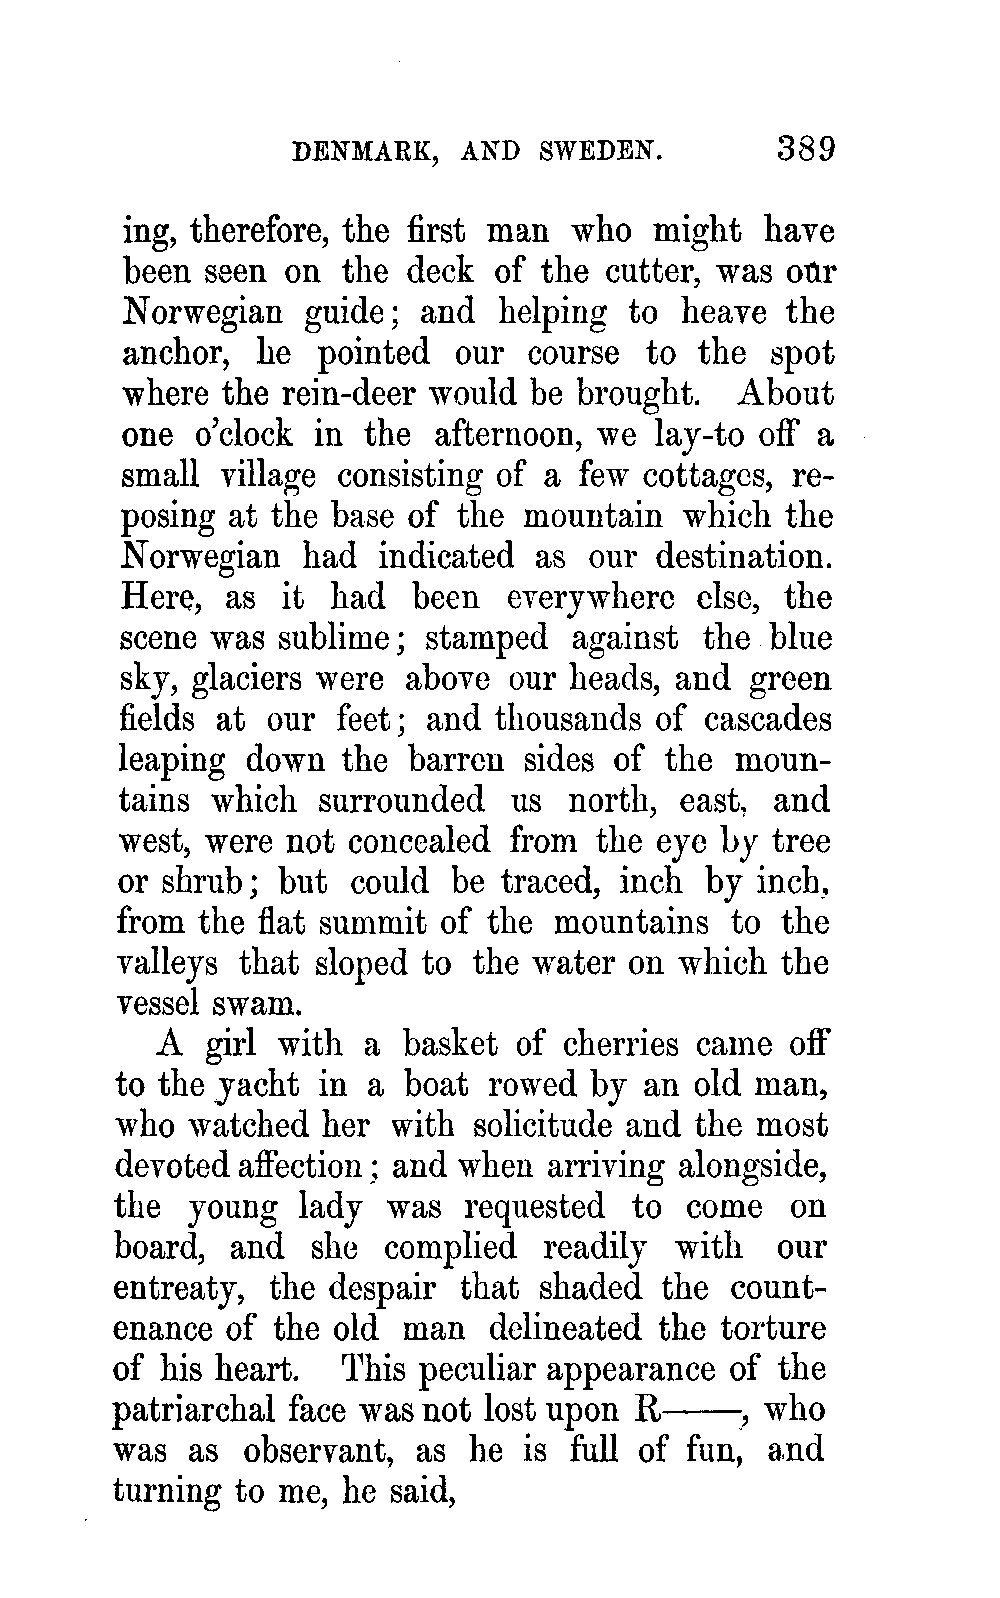 DENMARK, AND SWEDEN. 389
ing, therefore, the first man who might have
been seen on the deck of the cutter, was our
Norwegian guide; and helping to heave the
anchor, he pointed our course to the spot
where the rein-deer would be brought. About
one o'clock in the afternoon, we lay-to off a
small village consisting of a few cottages, re-
posing at the base of the mountain which the
Norwegian had indicated as our destination.
Here, as it had been everywhere else, the
scene was sublime; stamped against the blue
sky, glaciers were above our heads, and green
fields at our feet; and thousands of cascades
leaping down the barren sides of the moun-
tains which surrounded us north, east, and
west, were not concealed from the eye by tree
or shrub; but could be traced, inch by inch,
from the flat summit of the mountains to the
valleys that sloped to the water on which the
vessel swam.
A girl with a basket of cherries came off
to the yacht in a boat rowed by an old man,
who watched her with solicitude and the most
devoted affection; and when arriving alongside,
the young lady was requested to come on
board, and she complied readily with our
entreaty, the despair that shaded the count-
enance of the old man delineated the torture
of his heart. This peculiar appearance of the
patriarchal face was not lost upon R——, who
was as observant, as he is full of fun, and
turning to me, he said,